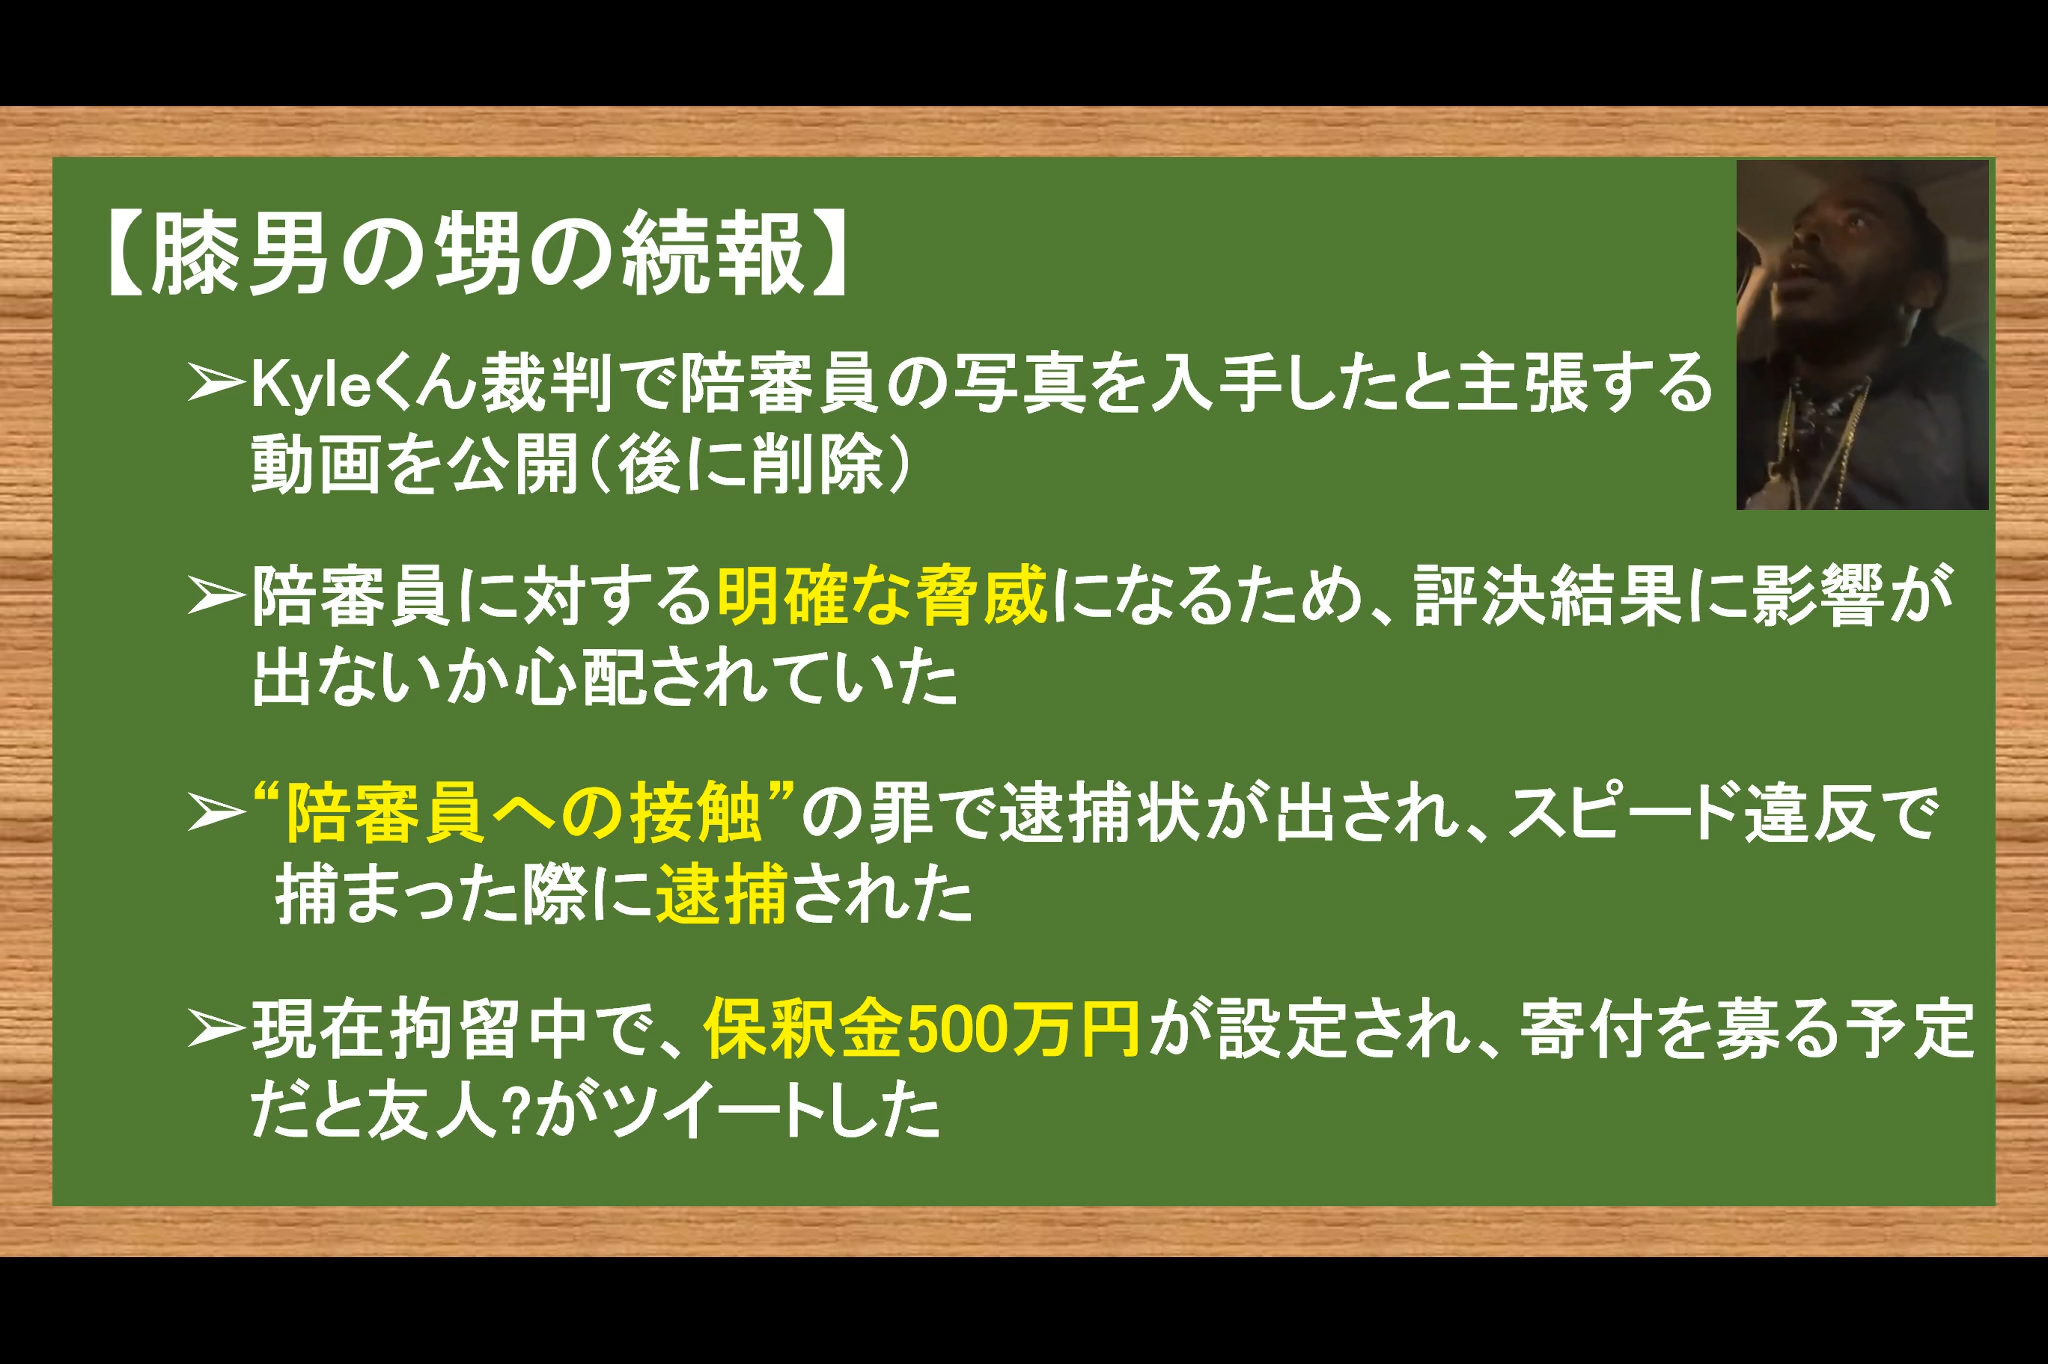 【膝男の甥の続報】
➢Kyleくん裁判で陪審員の写真を入手したと主張する
動画を公開（後に削除）
➢陪審員に対する明確な脅威になるため、評決結果に影響が
出ないか心配されていた
➢“陪審員への接触”の罪で逮捕状が出され、スピード違反で
捕まった際に逮捕された
➢現在拘留中で、保釈金500万円が設定され、寄付を募る予定
だと友人?がツイートした